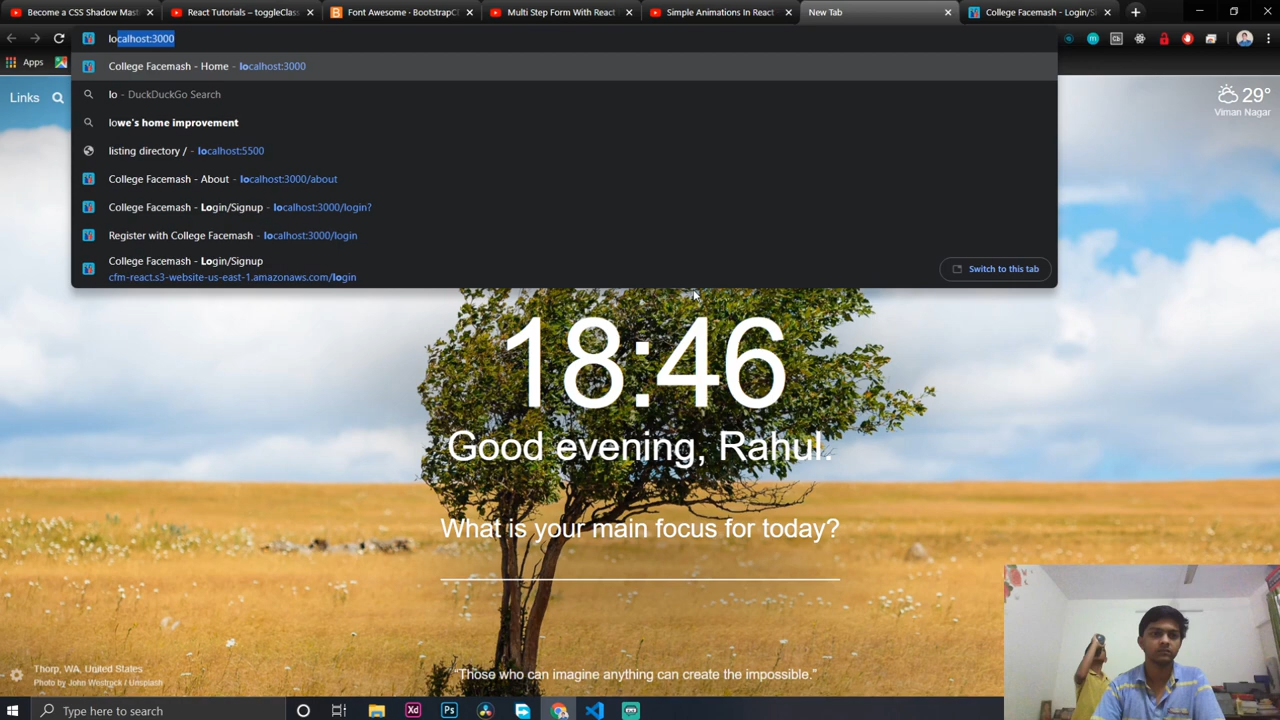 Become a CSS Shadow Mast
React Tutorials – toggleClass
Font Awesome · BootstrapC
Multi Step Form With React
Simple Animations In React
New Tab
College Facemash - Login/Si
localhost:3000
Apps
College Facemash - Home - localhost:3000
lo - DuckDuckGo Search
lowe's home improvement
listing directory / - localhost:5500
College Facemash - About - localhost:3000/about
College Facemash - Login/Signup - localhost:3000/login?
Register with College Facemash - localhost:3000/login
College Facemash - Login/Signup
cfm-react.s3-website-us-east-1.amazonaws.com/login
Switch to this tab
Links
29°
Viman Nagar
18:46
Good evening, Rahul.
What is your main focus for today?
Thorp, WA, United States
Photo by John Westrock / Unsplash
“Those who can imagine anything can create the impossible.”
Type here to search
Xd
Ps